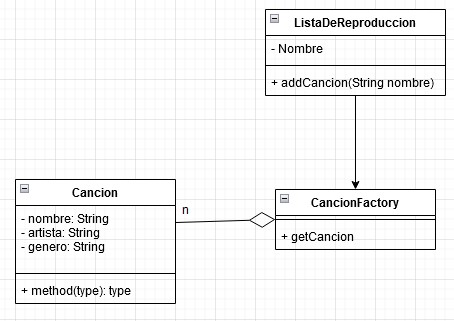 ListaDeReproduccion
- Nombre
+ addCancion(String nombre)
Cancion
- nombre: String
- artista: String
- genero: String
+ method(type): type
n
CancionFactory
+ getCancion